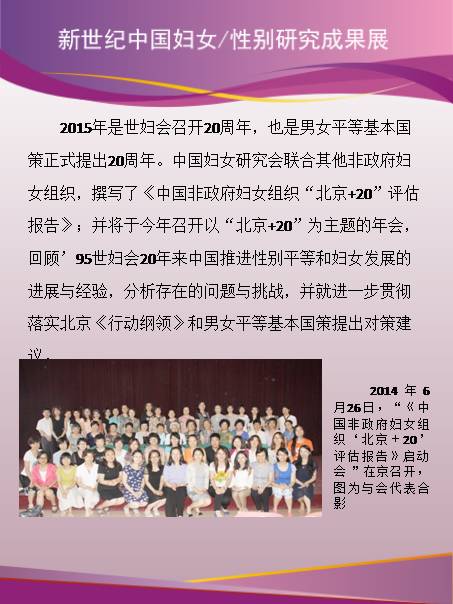 新世纪中国妇女/性别研究成果展
2015年是世妇会召开20周年，也是男女平等基本国
策正式提出20周年。中国妇女研究会联合其他非政府妇
女组织，撰写了《中国非政府妇女组织“北京+20”评估
报告》；并将于今年召开以“北京+20”为主题的年会，
回顾’95世妇会20年来中国推进性别平等和妇女发展的
进展与经验，分析存在的问题与挑战，并就进一步贯彻
落实北京《行动纲领》和男女平等基本国策提出对策建
议。
2014年6
月26日，“《中
国非政府妇女组
织‘北京＋20’
评估报告》启动
会”在京召开，
图为与会代表合
影